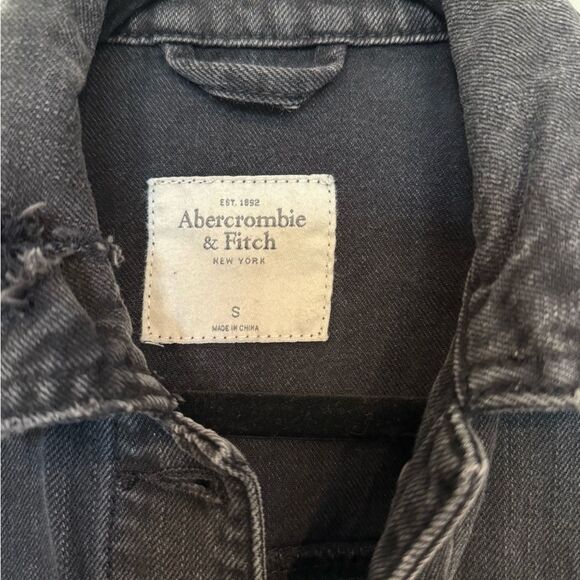 EST. 1892
Abercrombie
& Fitch
NEW YORK
S
MADE IN CHINA